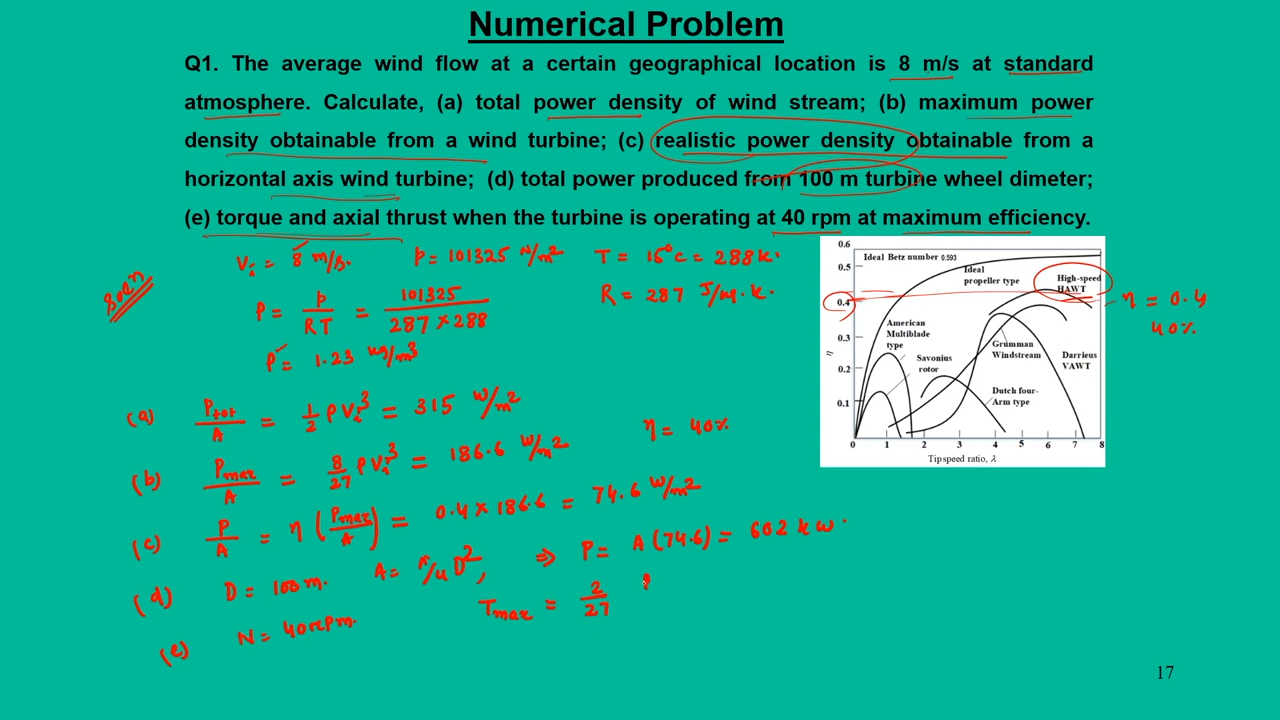 Numerical Problem
Q1. The average wind flow at a certain geographical location is 8 m/s at standard
atmosphere. Calculate, (a) total power density of wind stream; (b) maximum power
density obtainable from a wind turbine; (c) realistic power density obtainable from a
horizontal axis wind turbine; (d) total power produced from 100 m turbine wheel dimeter;
(e) torque and axial thrust when the turbine is operating at 40 rpm at maximum efficiency.
Vi = 8 m/s. p = 101325 N/m² T = 15°C = 288 K.
R = 287 J/kg.K.
Soln
ρ = p/RT = 101325/287×288
ρ = 1.23 kg/m³
(a) Ptot/A = 1/2 ρVi³ = 315 W/m²
(b) Pmax/A = 8/27 ρVi³ = 186.6 W/m² η = 40%
(c) P/A = η (Pmax/A) = 0.4 × 186.6 = 74.6 W/m²
(d) D = 100 m. A = π/4 D², ⇒ P = A (74.6) = 602 kW.
(e) N = 40 rpm. Tmax = 2/27 ρ
0.6
0.5
0.4
0.3
0.2
0.1
0 1 2 3 4 5 6 7 8
η
Ideal Betz number 0.593
Ideal
propeller type
High-speed
HAWT
American
Multiblade
type
Savonius
rotor
Grumman
Windstream
Darrieus
VAWT
Dutch four-
Arm type
Tip speed ratio, λ
η = 0.4
40%
17